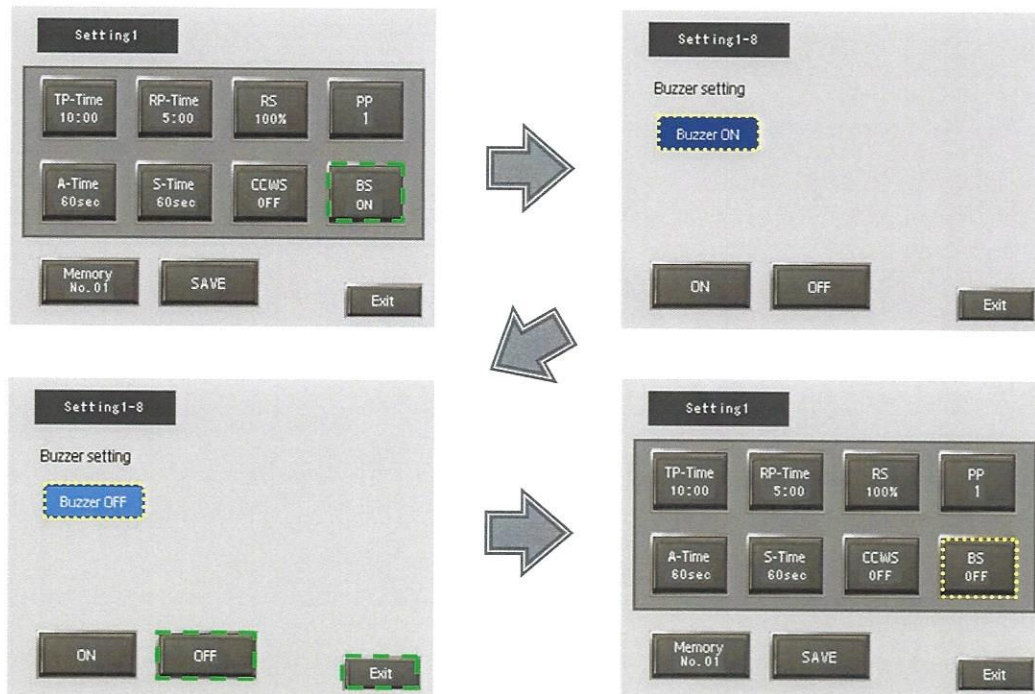 Setting1
TP-Time RP-Time RS PP
10:00 5:00 100% 1
A-Time S-Time CCWS BS
60sec 60sec OFF ON
Memory
No.01
SAVE
Exit
Setting1-8
Buzzer setting
Buzzer ON
ON OFF
Exit
Setting1-8
Buzzer setting
Buzzer OFF
ON OFF
Exit
Setting1
TP-Time RP-Time RS PP
10:00 5:00 100% 1
A-Time S-Time CCWS BS
60sec 60sec OFF OFF
Memory
No.01
SAVE
Exit